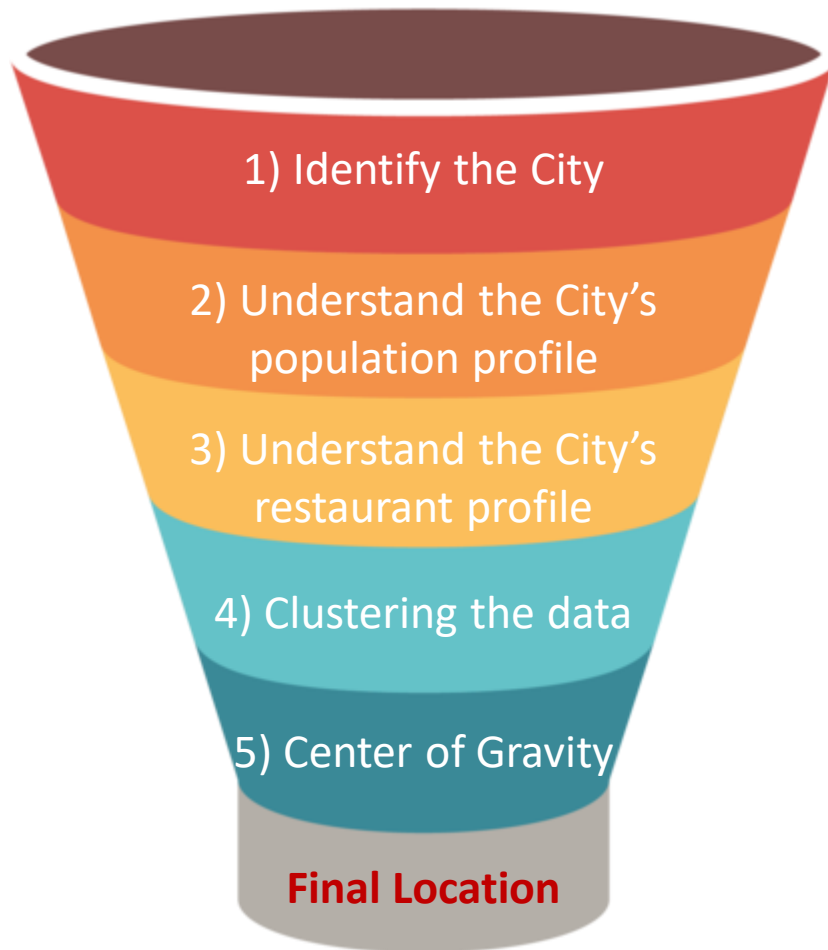 1) Identify the City
2) Understand the City’s
population profile
3) Understand the City’s
restaurant profile
4) Clustering the data
5) Center of Gravity
Final Location